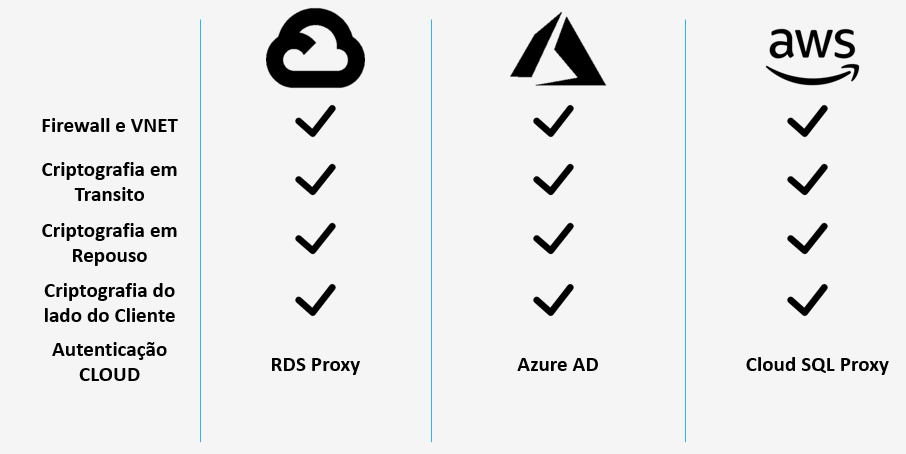 aws
Firewall e VNET
Criptografia em
Transito
Criptografia em
Repouso
Criptografia do
lado do Cliente
Autenticação
CLOUD
RDS Proxy
Azure AD
Cloud SQL Proxy